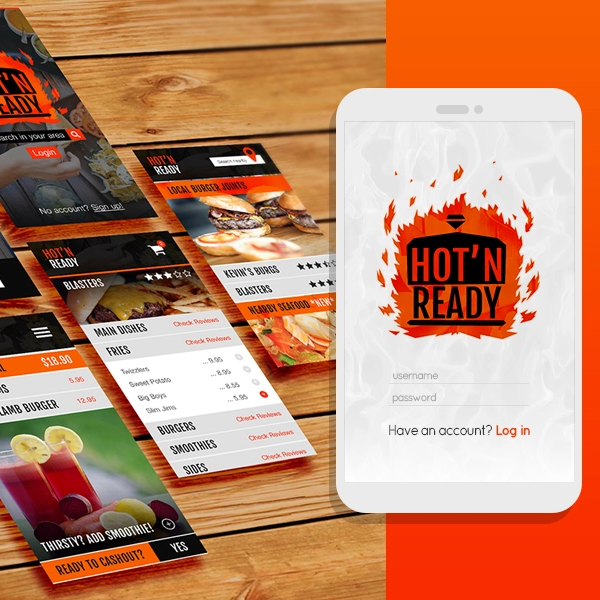 HOT'N
READY
Search in your area
Login
No account? Sign up!
HOT'N
READY
LOCAL BURGER JOINTS
KEVIN'S BURGS
BLASTERS
NEARBY SEAFOOD *NEW*
HOT'N
READY
BLASTERS
MAIN DISHES Check Reviews
FRIES Check Reviews
Twizzlers ... 9.95
Sweet Potato ... 8.95
Big Boys ... 8.55
Slim Jims ... 5.95
BURGERS Check Reviews
SMOOTHIES Check Reviews
SIDES Check Reviews
$18.90
5.95
LAMB BURGER 12.95
THIRSTY? ADD SMOOTHIE!
READY TO CASHOUT? YES
HOT'N
READY
username
password
Have an account? Log in